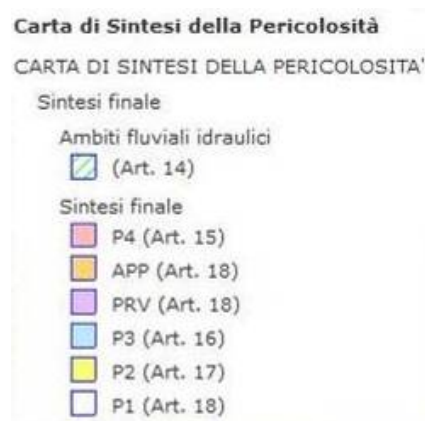 Carta di Sintesi della Pericolosità
CARTA DI SINTESI DELLA PERICOLOSITA'
Sintesi finale
Ambiti fluviali idraulici
(Art. 14)
Sintesi finale
P4 (Art. 15)
APP (Art. 18)
PRV (Art. 18)
P3 (Art. 16)
P2 (Art. 17)
P1 (Art. 18)